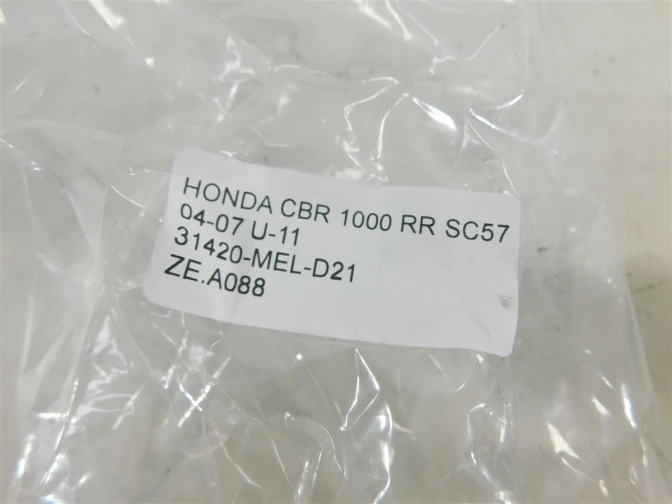 HONDA CBR 1000 RR SC57
04-07 U-11
31420-MEL-D21
ZE.A088